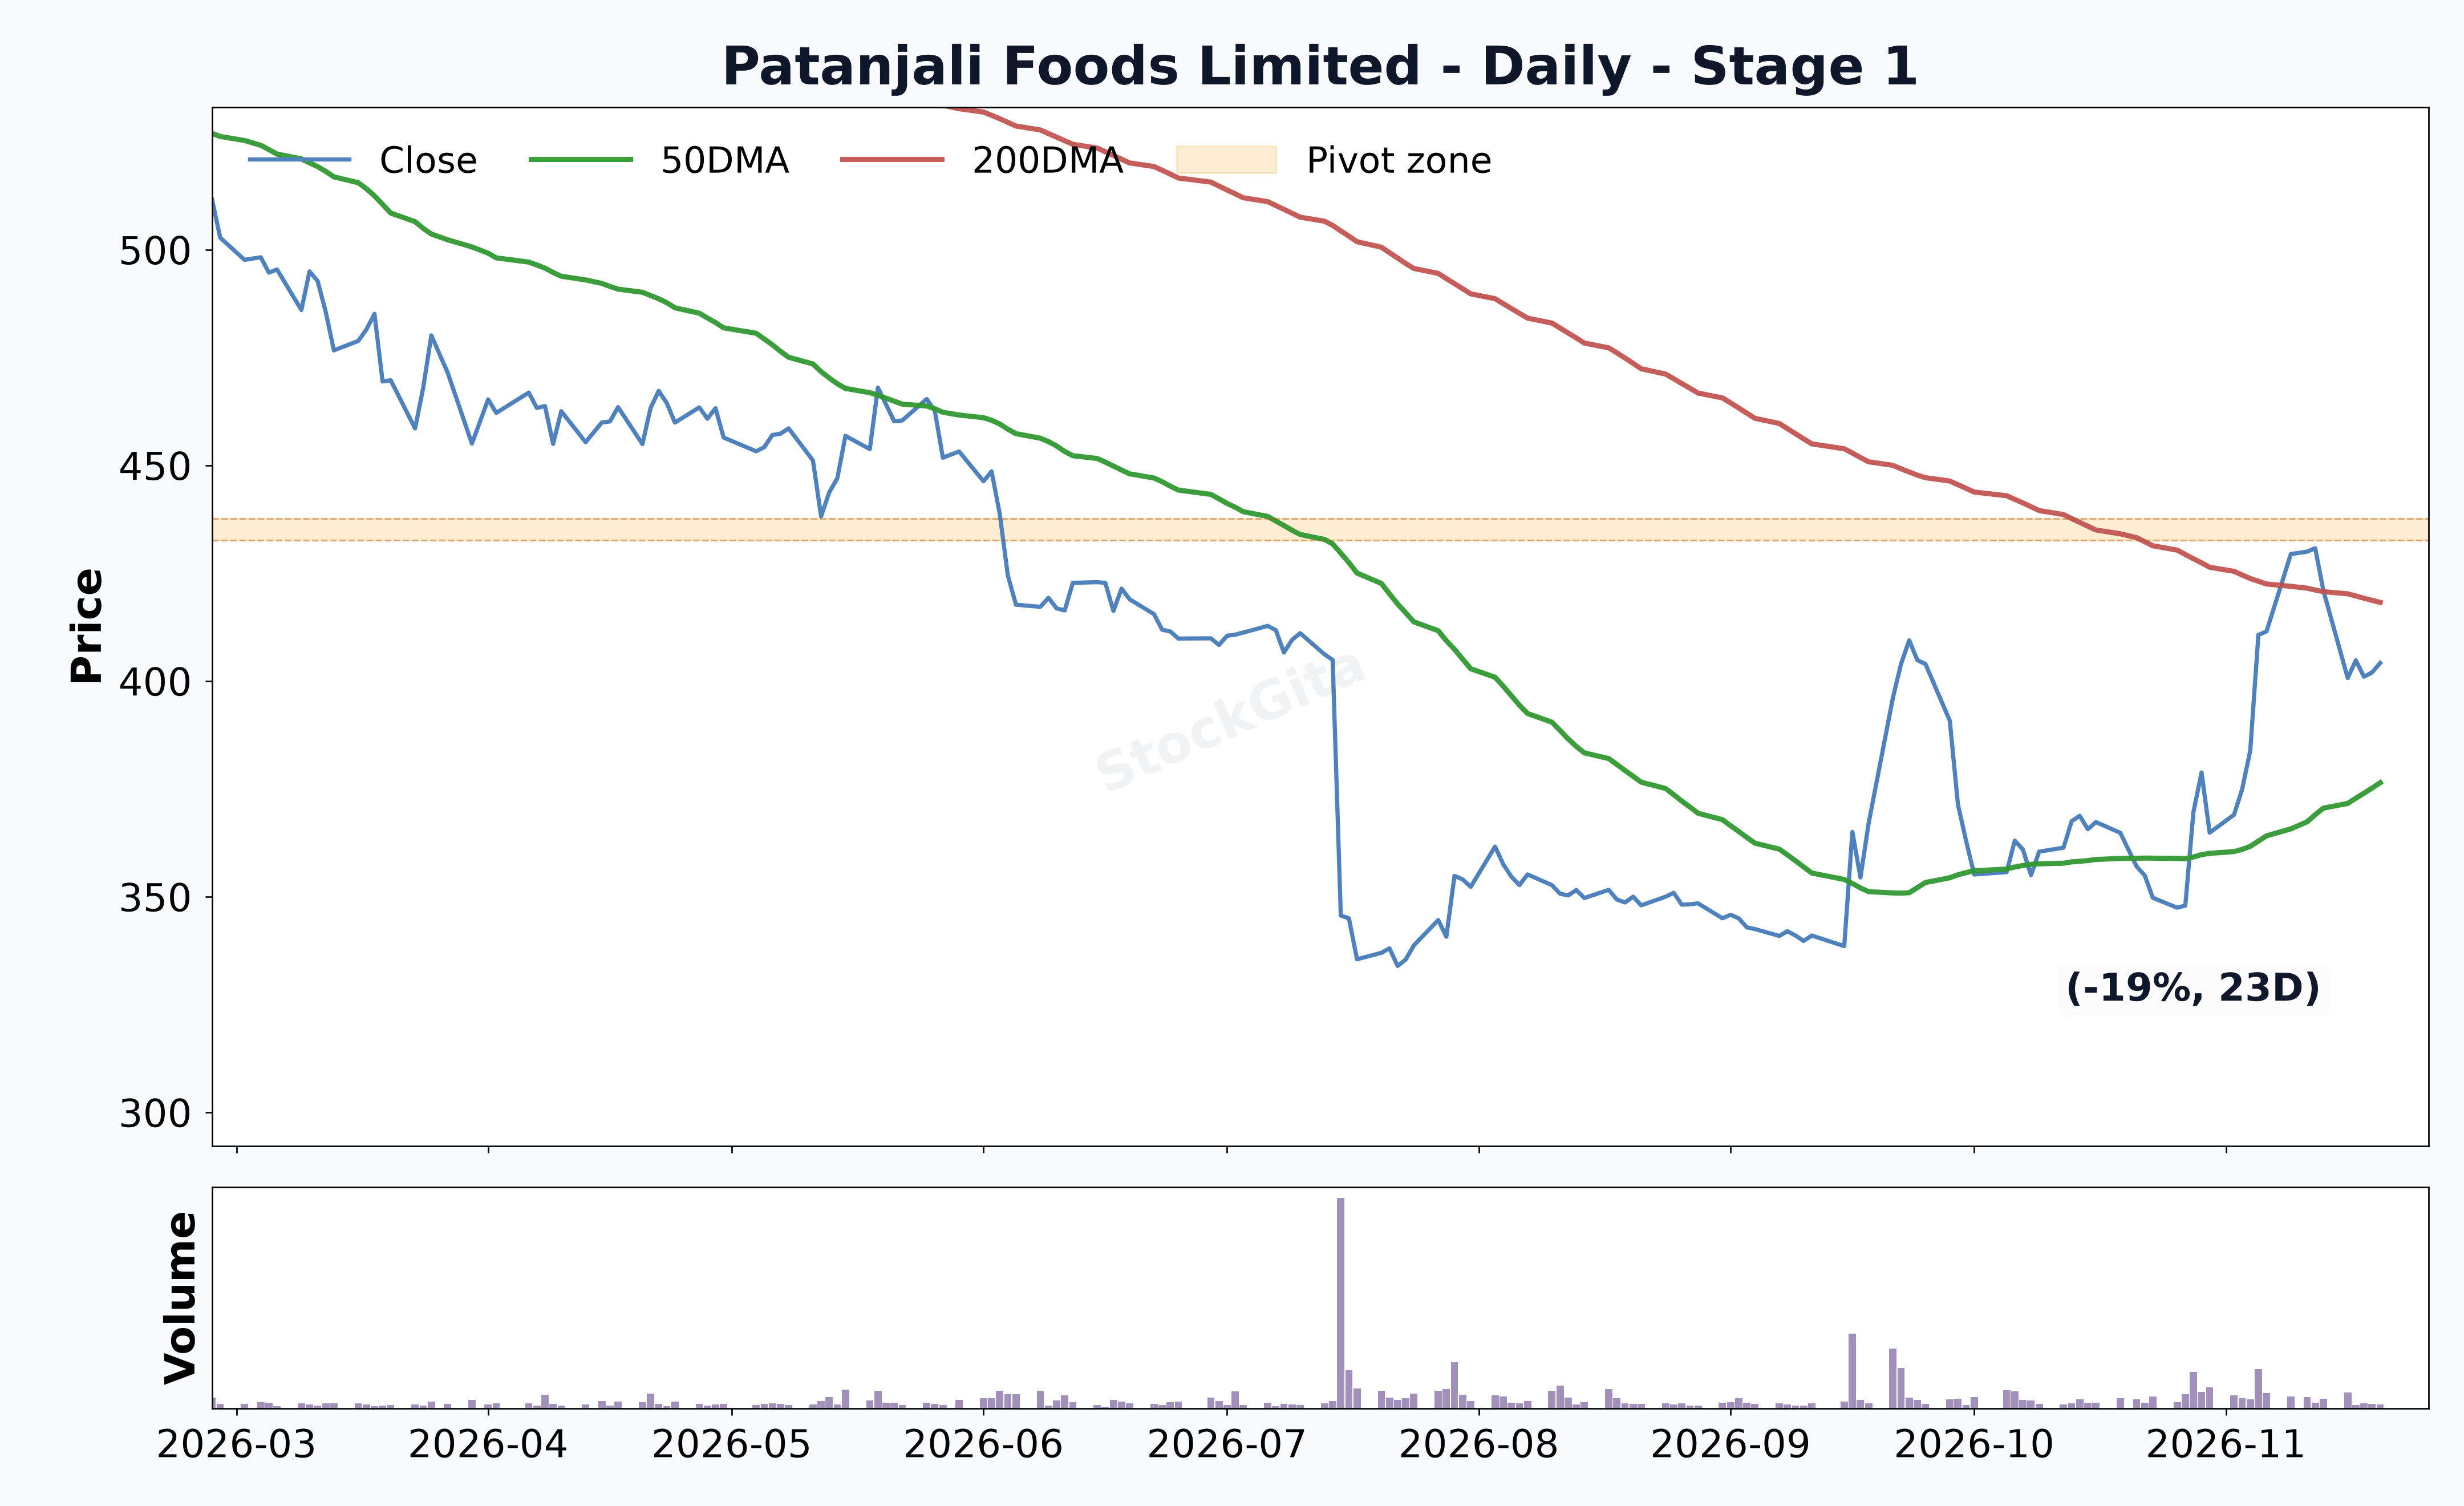 Patanjali Foods Limited - Daily - Stage 1
Close 50DMA 200DMA Pivot zone
500
450
400
350
300
Price
StockGita
(-19%, 23D)
Volume
2026-03 2026-04 2026-05 2026-06 2026-07 2026-08 2026-09 2026-10 2026-11